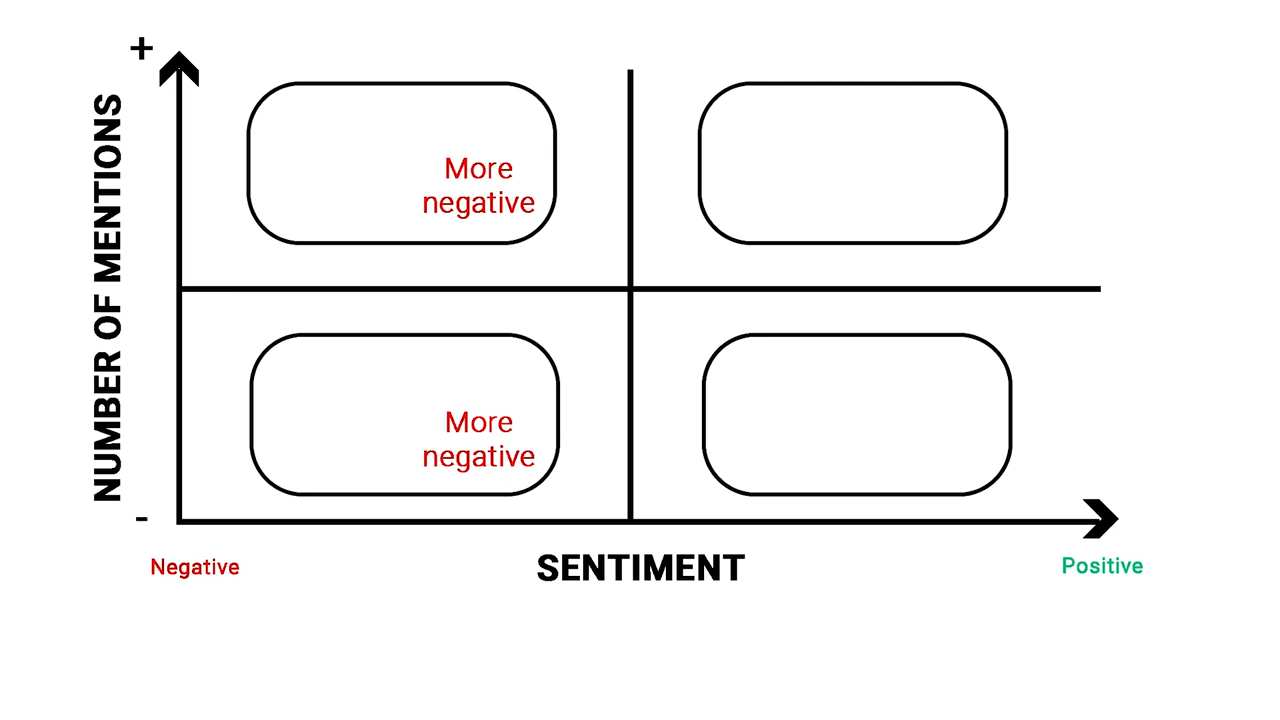 +
NUMBER OF MENTIONS
More
negative
More
negative
-
Negative
SENTIMENT
Positive